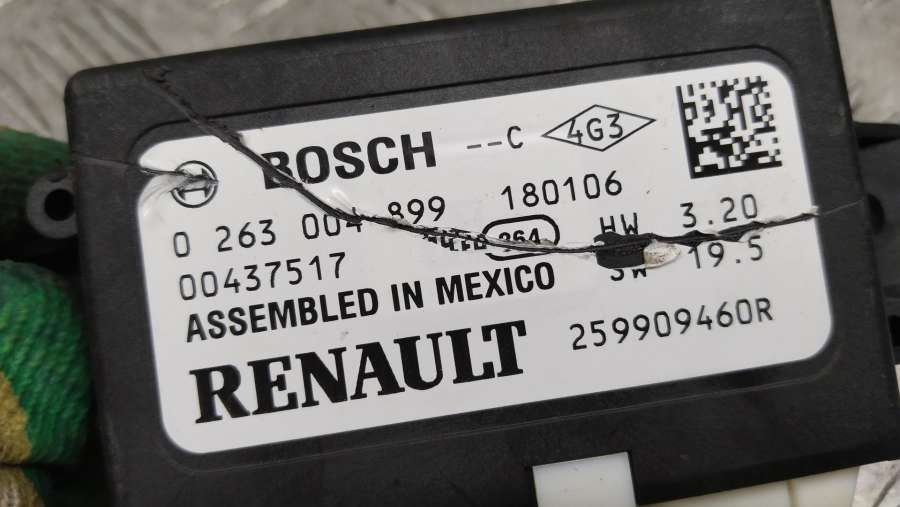 BOSCH --C 4G3
0 263 004 899 180106
264 HW 3.20
00437517 SW 19.5
ASSEMBLED IN MEXICO
RENAULT 259909460R